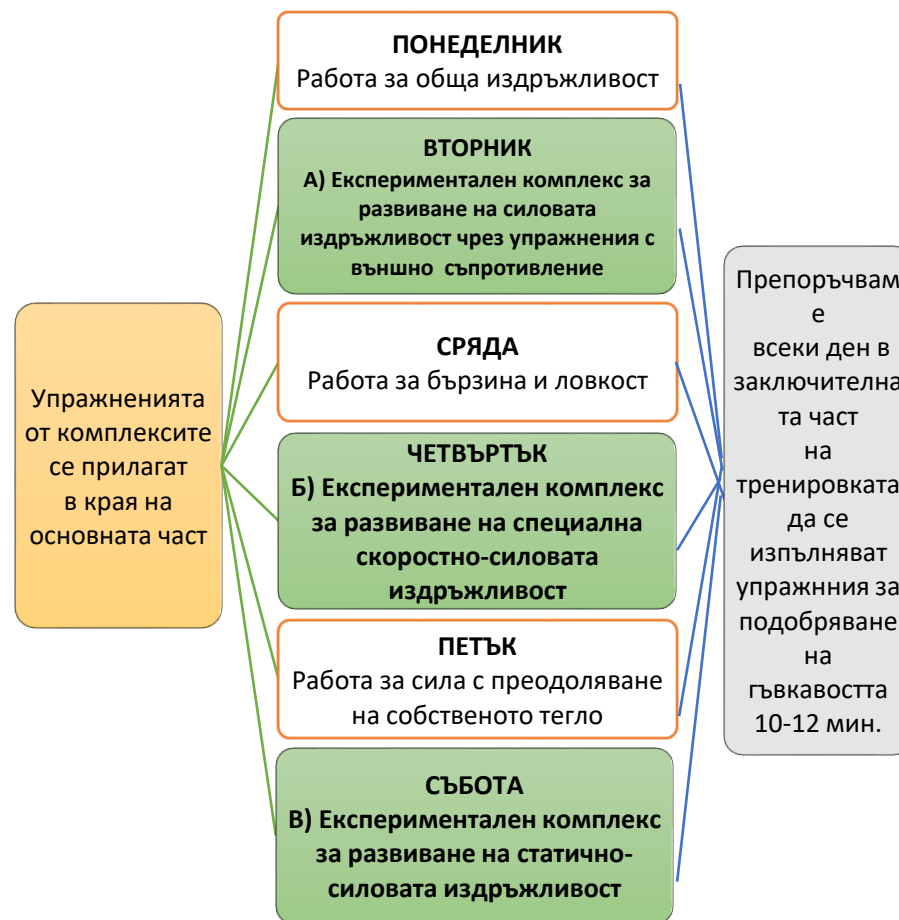 Упражненията
от комплексите
се прилагат
в края на
основната част
ПОНЕДЕЛНИК
Работа за обща издръжливост
ВТОРНИК
А) Експериментален комплекс за
развиване на силовата
издръжливост чрез упражнения с
външно съпротивление
СРЯДА
Работа за бързина и ловкост
ЧЕТВЪРТЪК
Б) Експериментален комплекс
за развиване на специална
скоростно-силовата
издръжливост
ПЕТЪК
Работа за сила с преодоляване
на собственото тегло
СЪБОТА
В) Експериментален комплекс
за развиване на статично-
силовата издръжливост
Препоръчвам
е
всеки ден в
заключителна
та част
на
тренировката
да се
изпълняват
упражнния за
подобряване
на
гъвкавостта
10-12 мин.